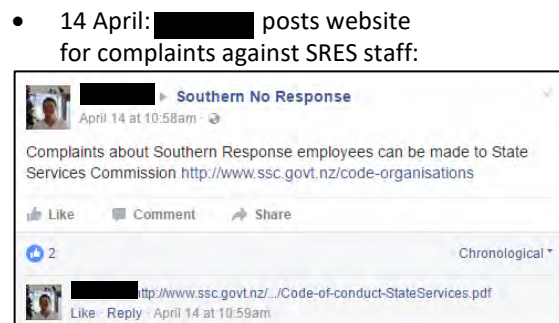 • 14 April: posts website
for complaints against SRES staff:
Southern No Response
April 14 at 10:58am ·
Complaints about Southern Response employees can be made to State
Services Commission http://www.ssc.govt.nz/code-organisations
Like Comment Share
2 Chronological
ttp://www.ssc.govt.nz/.../Code-of-conduct-StateServices.pdf
Like · Reply · April 14 at 10:59am